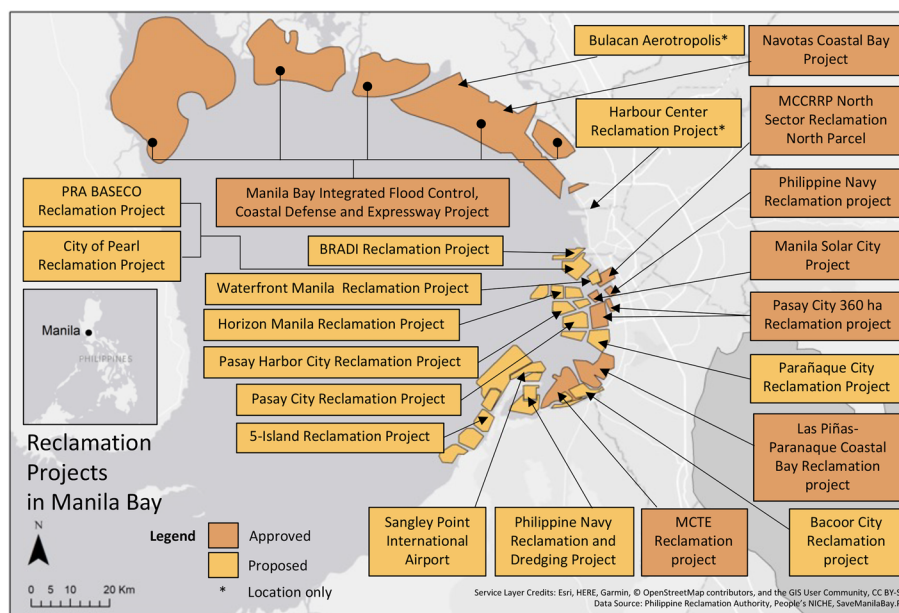 Bulacan Aerotropolis*
Navotas Coastal Bay
Project
Harbour Center
Reclamation Project*
MCCRRP North
Sector Reclamation
North Parcel
PRA BASECO
Reclamation Project
Manila Bay Integrated Flood Control,
Coastal Defense and Expressway Project
Philippine Navy
Reclamation project
City of Pearl
Reclamation Project
BRADI Reclamation Project
Manila Solar City
Project
Waterfront Manila Reclamation Project
Manila
PHILIPPINES
Horizon Manila Reclamation Project
Pasay City 360 ha
Reclamation project
Pasay Harbor City Reclamation Project
Parañaque City
Reclamation Project
Pasay City Reclamation Project
5-Island Reclamation Project
Las Piñas-
Paranaque Coastal
Bay Reclamation
project
Reclamation
Projects
in Manila Bay
Sangley Point
International
Airport
Philippine Navy
Reclamation and
Dredging Project
MCTE
Reclamation
project
Bacoor City
Reclamation
project
N
Legend
Approved
Proposed
* Location only
0 5 10 20 Km
Service Layer Credits: Esri, HERE, Garmin, © OpenStreetMap contributors, and the GIS User Community, CC BY-S
Data Source: Philippine Reclamation Authority, People's NICHE, SaveManilaBay.P